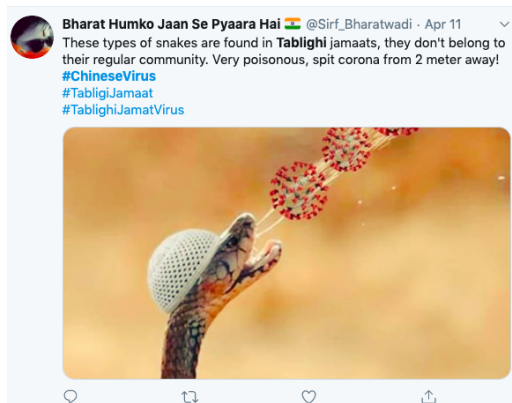 Bharat Humko Jaan Se Pyaara Hai 🇮🇳 @Sirf_Bharatwadi · Apr 11
These types of snakes are found in Tablighi jamaats, they don't belong to
their regular community. Very poisonous, spit corona from 2 meter away!
#ChineseVirus
#TabligiJamaat
#TablighiJamatVirus